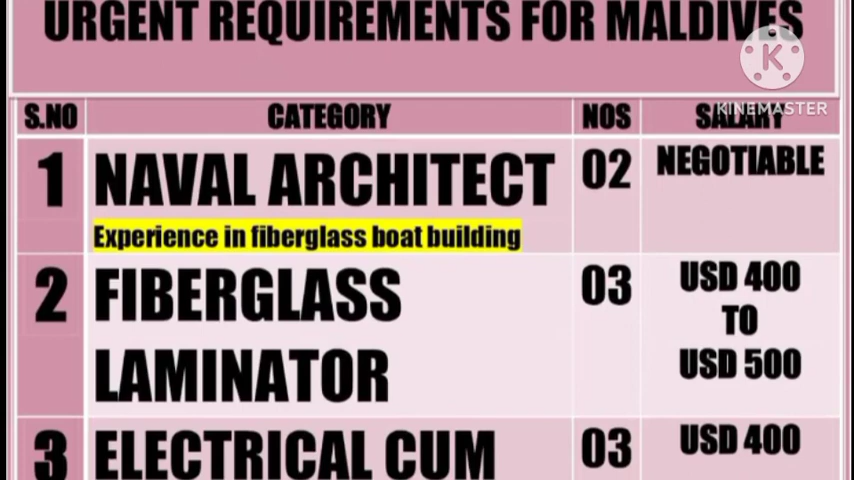 URGENT REQUIREMENTS FOR MALDIVES
K
KINEMASTER
S.NO CATEGORY NOS SALARY
1 NAVAL ARCHITECT 02 NEGOTIABLE
Experience in fiberglass boat building
2 FIBERGLASS 03 USD 400
TO
LAMINATOR USD 500
3 ELECTRICAL CUM 03 USD 400